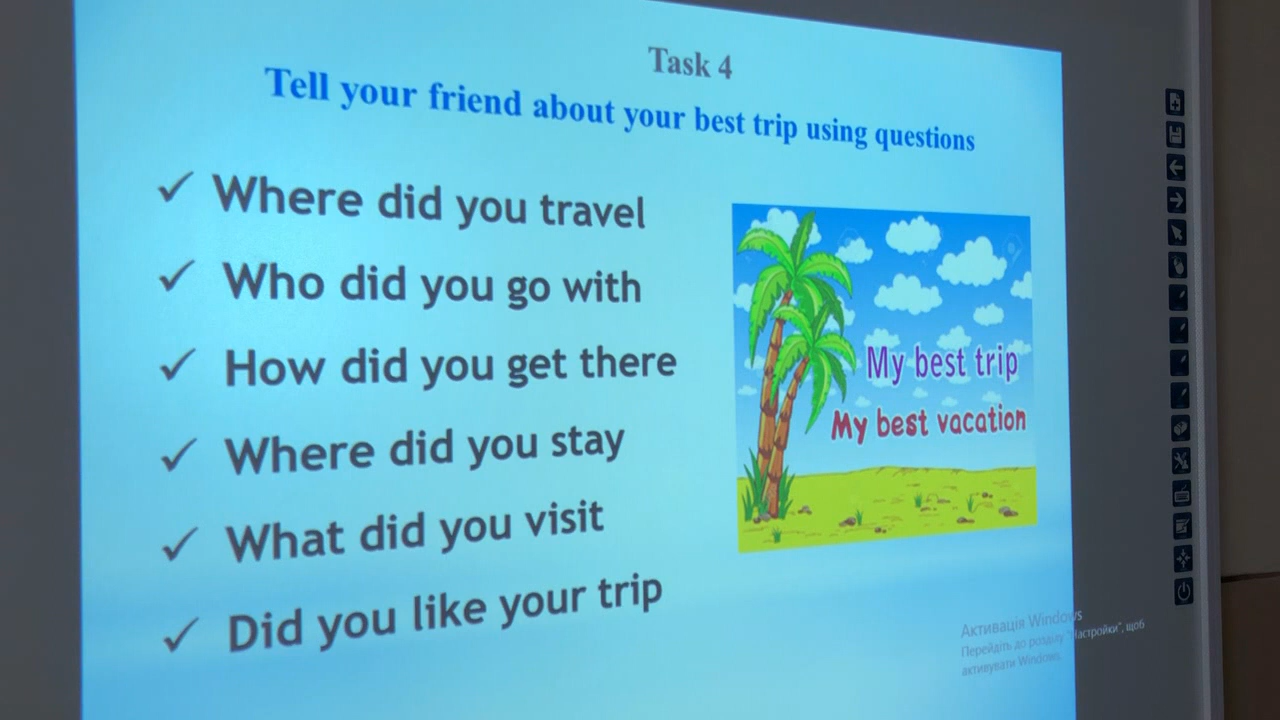 Task 4
Tell your friend about your best trip using questions
Where did you travel
Who did you go with
How did you get there
Where did you stay
What did you visit
Did you like your trip
My best trip
My best vacation
Активація Windows
Перейдіть до розділу "Настройки", щоб
активувати Windows.